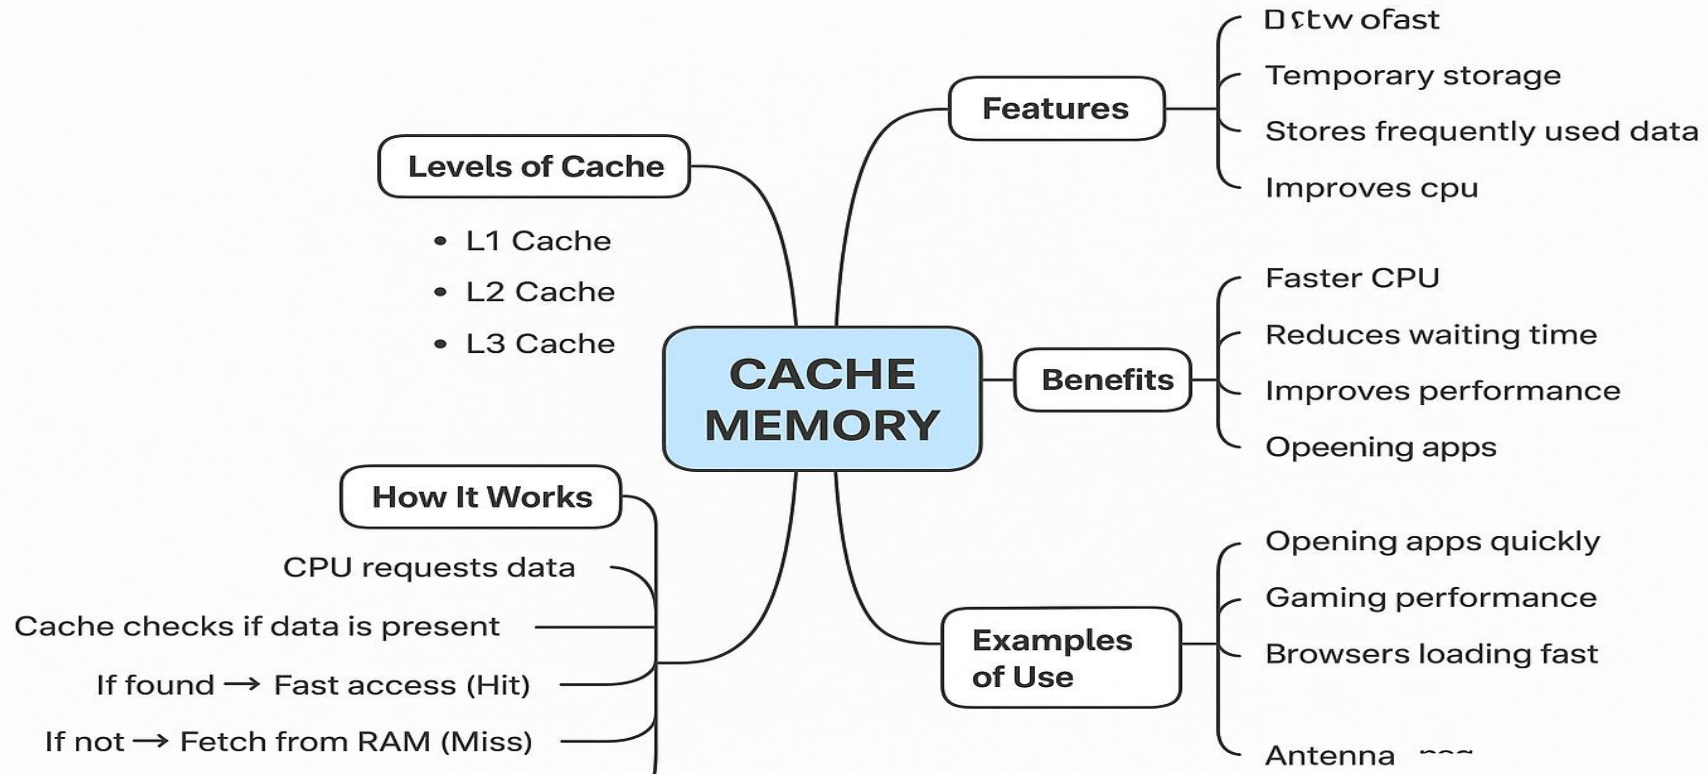 CACHE
MEMORY
Levels of Cache
• L1 Cache
• L2 Cache
• L3 Cache
How It Works
CPU requests data
Cache checks if data is present
If found → Fast access (Hit)
If not → Fetch from RAM (Miss)
Features
ofast
Temporary storage
Stores frequently used data
Improves cpu
Benefits
Faster CPU
Reduces waiting time
Improves performance
Opeening apps
Examples
of Use
Opening apps quickly
Gaming performance
Browsers loading fast
Antenna